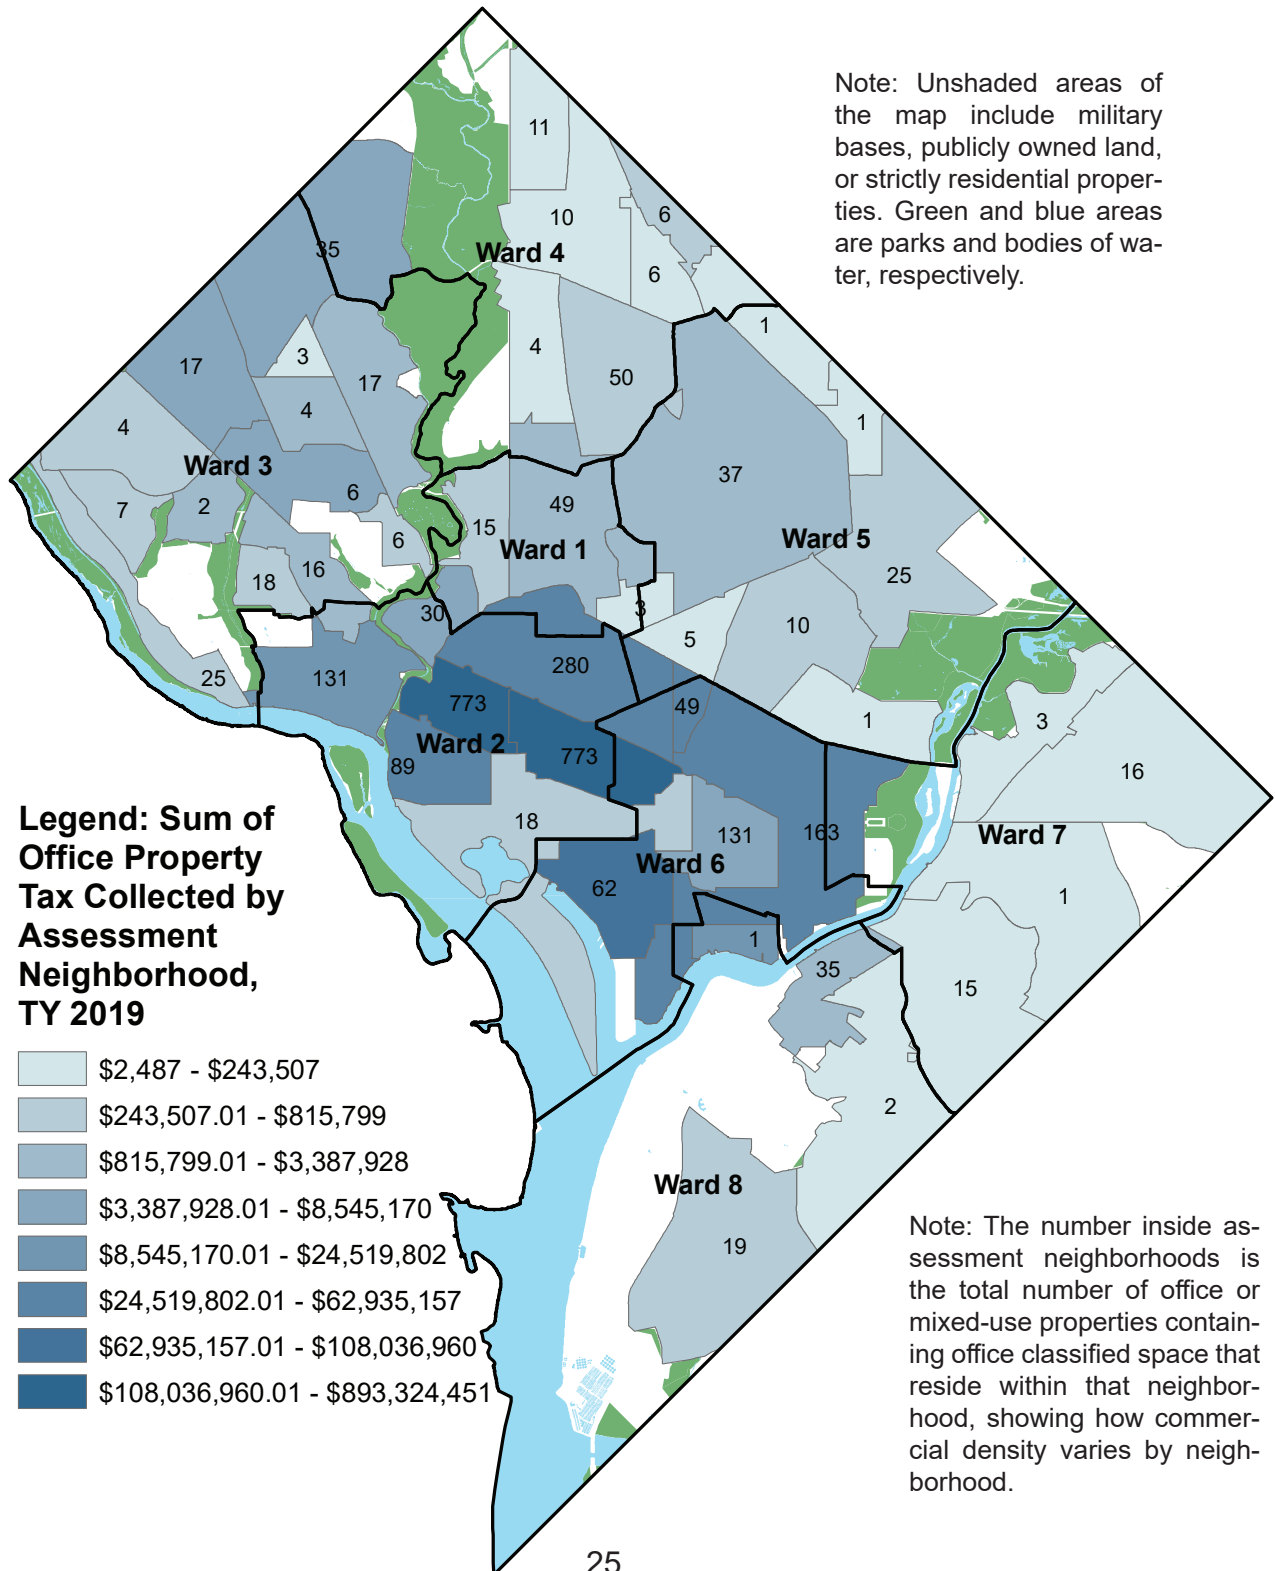 Note: Unshaded areas of
the map include military
bases, publicly owned land,
or strictly residential proper-
ties. Green and blue areas
are parks and bodies of wa-
ter, respectively.
11
10
6
35
Ward 4
6
1
3
4
17
17
50
4
4
1
Ward 3
37
6
2
7
49
15
6
Ward 1
Ward 5
16
18
25
3
30
10
5
280
131
25
773
49
1
3
Ward 2
773
89
16
18
163
131
Ward 7
Ward 6
62
1
1
35
15
2
Ward 8
19
Legend: Sum of
Office Property
Tax Collected by
Assessment
Neighborhood,
TY 2019
$2,487 - $243,507
$243,507.01 - $815,799
$815,799.01 - $3,387,928
$3,387,928.01 - $8,545,170
$8,545,170.01 - $24,519,802
$24,519,802.01 - $62,935,157
$62,935,157.01 - $108,036,960
$108,036,960.01 - $893,324,451
Note: The number inside as-
sessment neighborhoods is
the total number of office or
mixed-use properties contain-
ing office classified space that
reside within that neighbor-
hood, showing how commer-
cial density varies by neigh-
borhood.
25